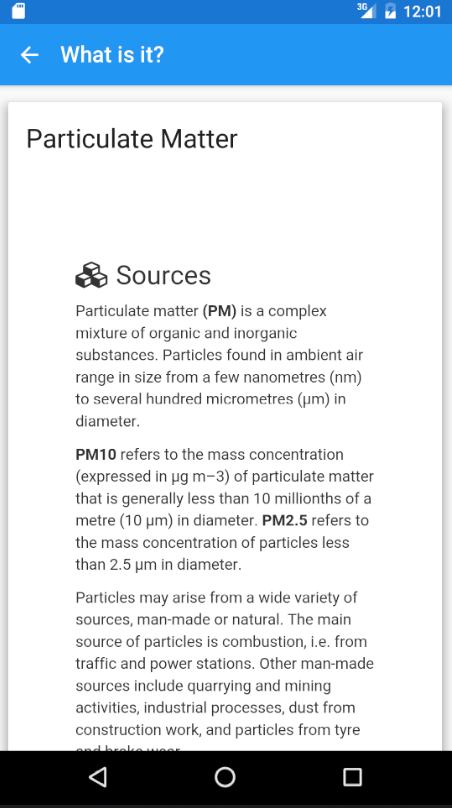 3G 12:01
What is it?
Particulate Matter
Sources
Particulate matter (PM) is a complex
mixture of organic and inorganic
substances. Particles found in ambient air
range in size from a few nanometres (nm)
to several hundred micrometres (µm) in
diameter.
PM10 refers to the mass concentration
(expressed in µg m−3) of particulate matter
that is generally less than 10 millionths of a
metre (10 µm) in diameter. PM2.5 refers to
the mass concentration of particles less
than 2.5 µm in diameter.
Particles may arise from a wide variety of
sources, man-made or natural. The main
source of particles is combustion, i.e. from
traffic and power stations. Other man-made
sources include quarrying and mining
activities, industrial processes, dust from
construction work, and particles from tyre
and brake wear